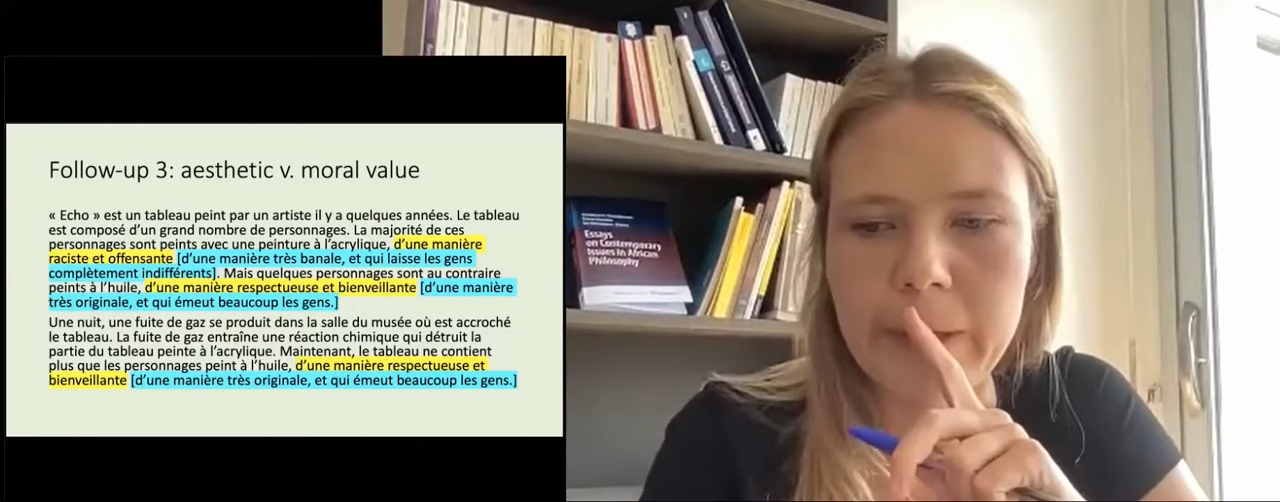 Follow-up 3: aesthetic v. moral value
« Echo » est un tableau peint par un artiste il y a quelques années. Le tableau
est composé d’un grand nombre de personnages. La majorité de ces
personnages sont peints avec une peinture à l’acrylique, d’une manière
raciste et offensante [d’une manière très banale, et qui laisse les gens
complètement indifférents]. Mais quelques personnages sont au contraire
peints à l’huile, d’une manière respectueuse et bienveillante [d’une manière
très originale, et qui émeut beaucoup les gens.]
Une nuit, une fuite de gaz se produit dans la salle du musée où est accroché
le tableau. La fuite de gaz entraîne une réaction chimique qui détruit la
partie du tableau peinte à l’acrylique. Maintenant, le tableau ne contient
plus que les personnages peint à l’huile, d’une manière respectueuse et
bienveillante [d’une manière très originale, et qui émeut beaucoup les gens.]
Essays
on Contemporary
Issues in African
Philosophy